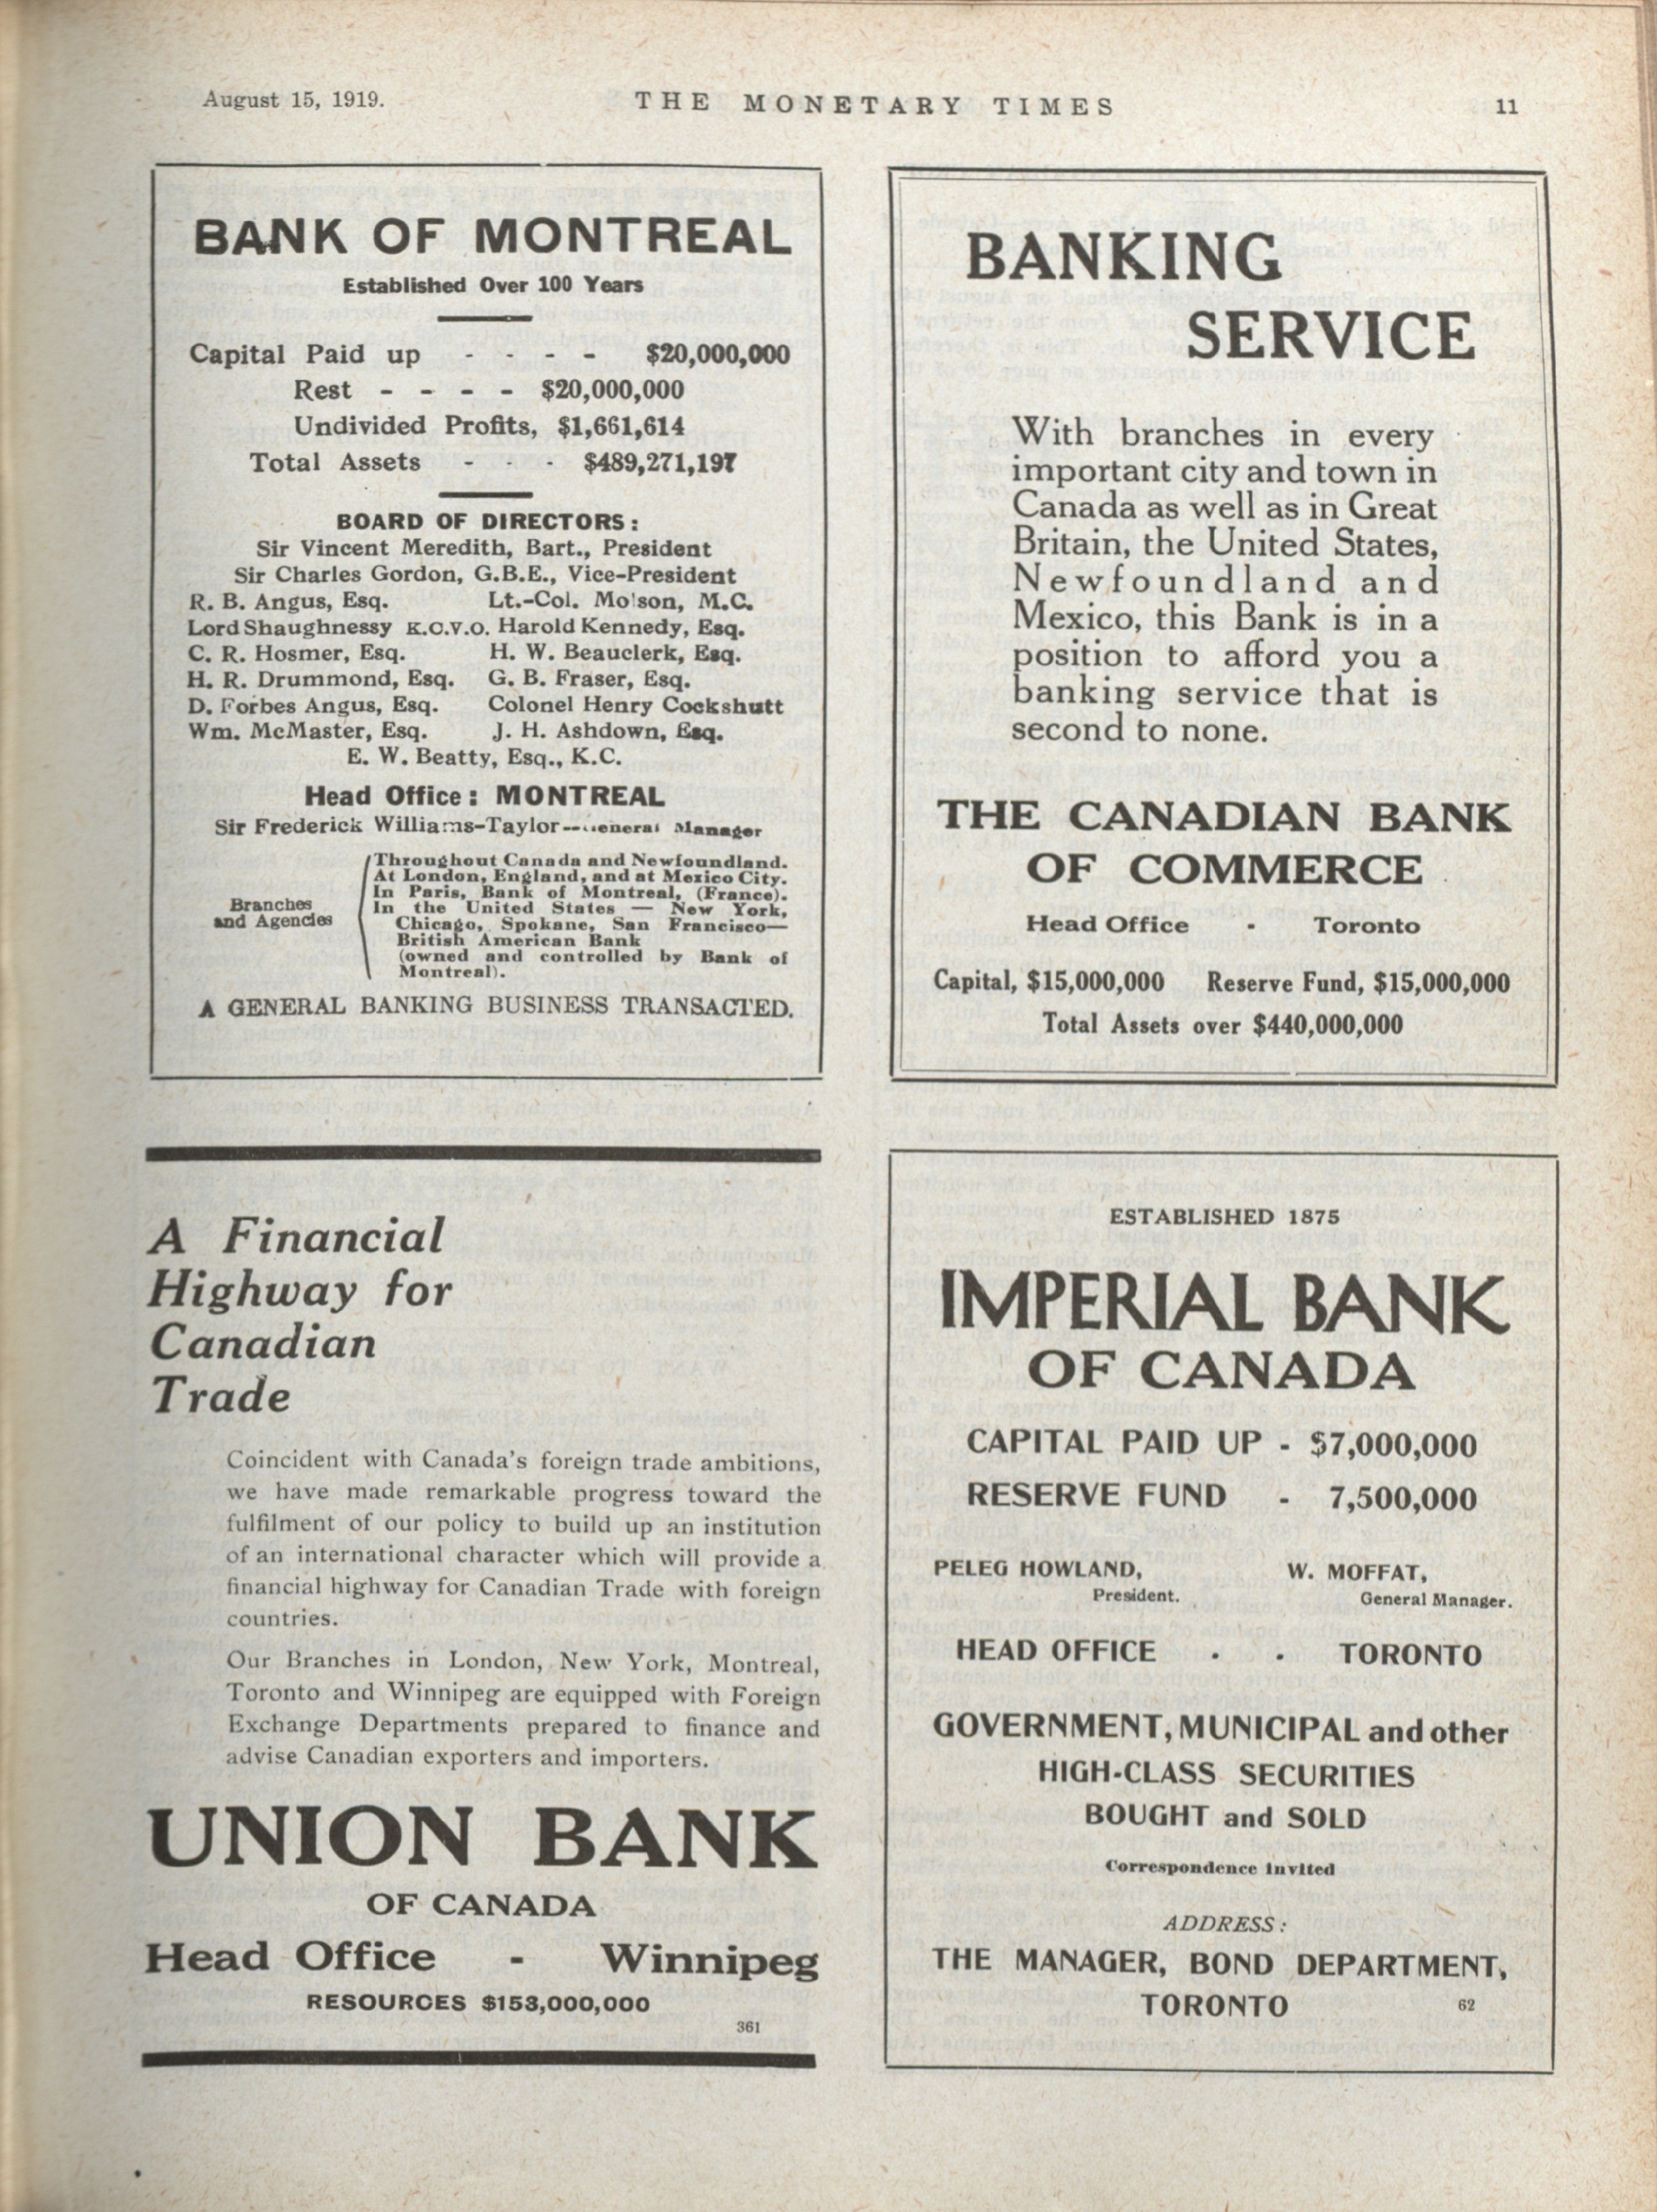 August 15, 1919.
THE MONETARY TIMES
11
BANK OF MONTREAL
Established Over 100 Years
Capital Paid up - - - - $20,000,000
Rest - - - - $20,000,000
Undivided Profits, $1,661,614
Total Assets - - - $489,271,197
BOARD OF DIRECTORS:
Sir Vincent Meredith, Bart., President
Sir Charles Gordon, G.B.E., Vice-President
R. B. Angus, Esq. Lt.-Col. Molson, M.C.
Lord Shaughnessy K.C.V.O. Harold Kennedy, Esq.
C. R. Hosmer, Esq. H. W. Beauclerk, Esq.
H. R. Drummond, Esq. G. B. Fraser, Esq.
D. Forbes Angus, Esq. Colonel Henry Cockshutt
Wm. McMaster, Esq. J. H. Ashdown, Esq.
E. W. Beatty, Esq., K.C.
Head Office: MONTREAL
Sir Frederick Williams-Taylor--General Manager
Branches
and Agencies
Throughout Canada and Newfoundland.
At London, England, and at Mexico City.
In Paris, Bank of Montreal, (France).
In the United States — New York,
Chicago, Spokane, San Francisco—
British American Bank
(owned and controlled by Bank of
Montreal).
A GENERAL BANKING BUSINESS TRANSACTED.
BANKING
SERVICE
With branches in every
important city and town in
Canada as well as in Great
Britain, the United States,
Newfoundland and
Mexico, this Bank is in a
position to afford you a
banking service that is
second to none.
THE CANADIAN BANK
OF COMMERCE
Head Office - Toronto
Capital, $15,000,000 Reserve Fund, $15,000,000
Total Assets over $440,000,000
A Financial
Highway for
Canadian
Trade
Coincident with Canada's foreign trade ambitions,
we have made remarkable progress toward the
fulfilment of our policy to build up an institution
of an international character which will provide a
financial highway for Canadian Trade with foreign
countries.
Our Branches in London, New York, Montreal,
Toronto and Winnipeg are equipped with Foreign
Exchange Departments prepared to finance and
advise Canadian exporters and importers.
UNION BANK
OF CANADA
Head Office - Winnipeg
RESOURCES $153,000,000
361
ESTABLISHED 1875
IMPERIAL BANK
OF CANADA
CAPITAL PAID UP - $7,000,000
RESERVE FUND - 7,500,000
PELEG HOWLAND, W. MOFFAT,
President. General Manager.
HEAD OFFICE - - TORONTO
GOVERNMENT, MUNICIPAL and other
HIGH-CLASS SECURITIES
BOUGHT and SOLD
Correspondence Invited
ADDRESS:
THE MANAGER, BOND DEPARTMENT,
TORONTO 62